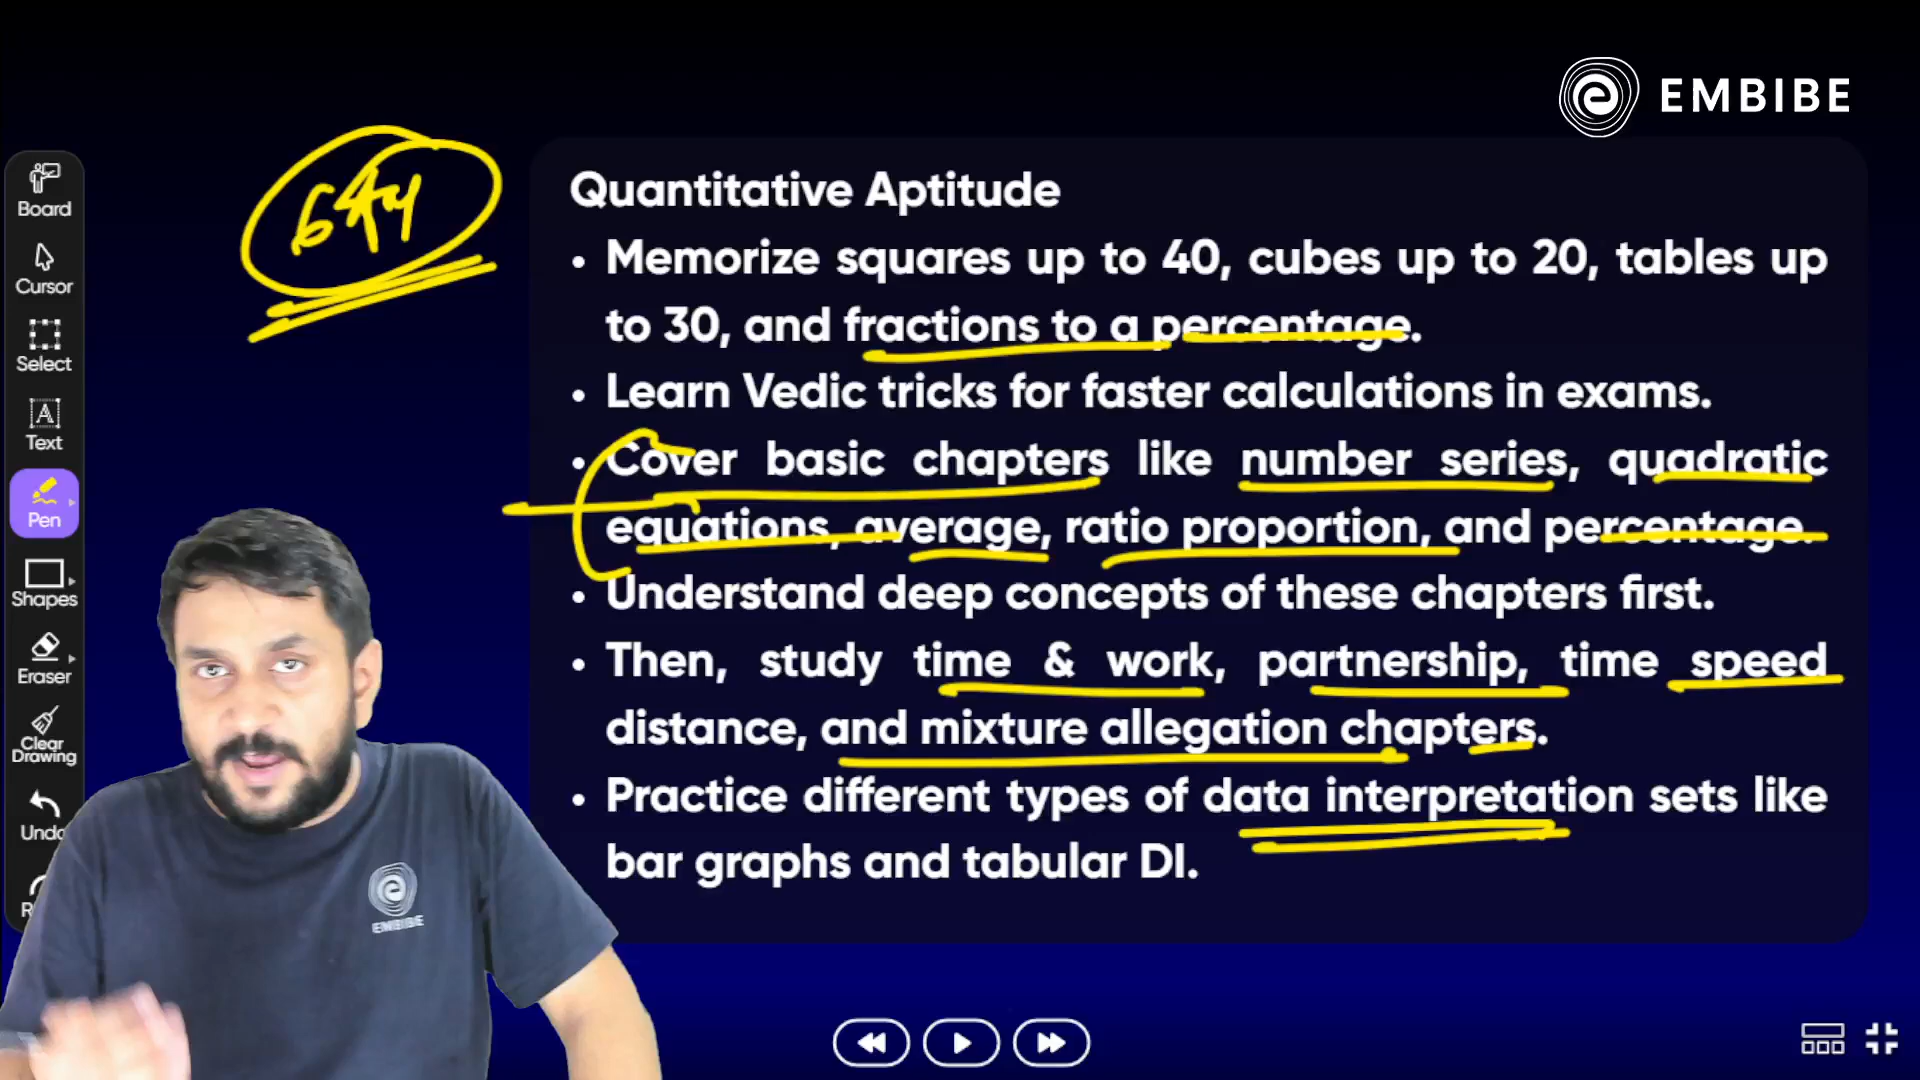 EMBIBE
Board
Cursor
Select
Text
Pen
Shapes
Eraser
Clear
Drawing
Undo
Quantitative Aptitude
• Memorize squares up to 40, cubes up to 20, tables up
to 30, and fractions to a percentage.
• Learn Vedic tricks for faster calculations in exams.
• Cover basic chapters like number series, quadratic
equations, average, ratio proportion, and percentage.
• Understand deep concepts of these chapters first.
• Then, study time & work, partnership, time speed
distance, and mixture allegation chapters.
• Practice different types of data interpretation sets like
bar graphs and tabular DI.
EMBIBE